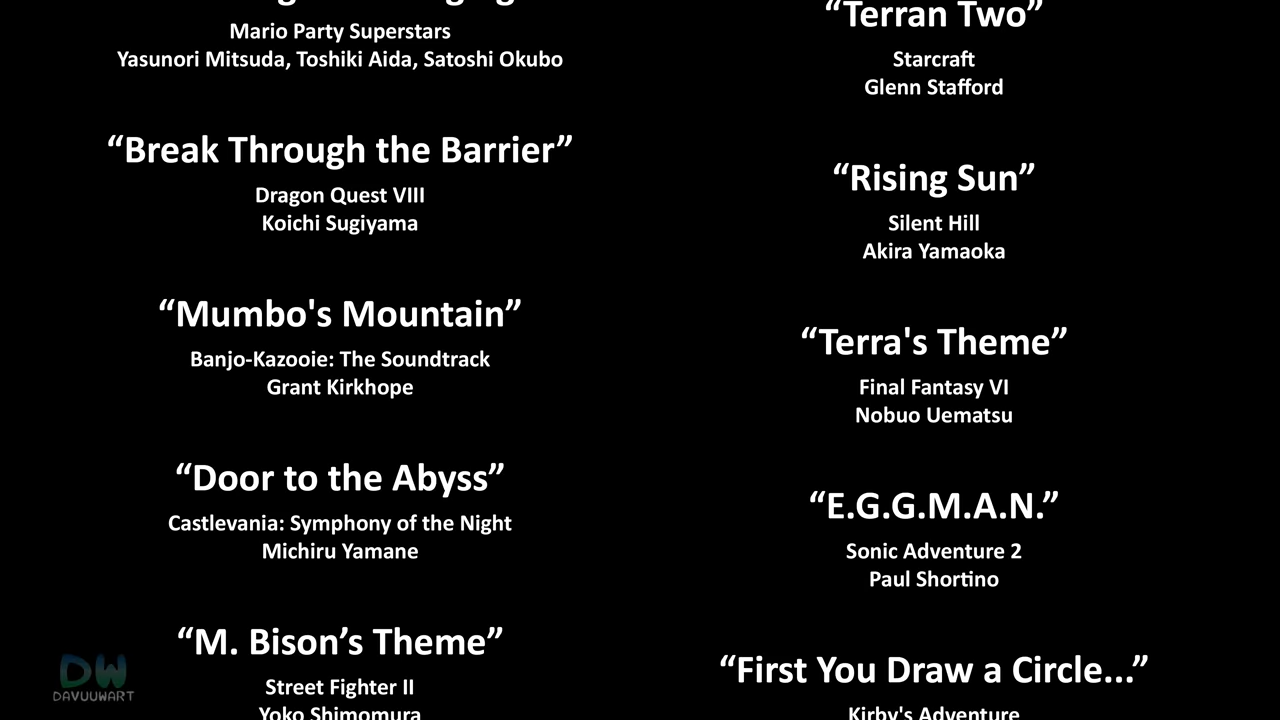 Mario Party Superstars
Yasunori Mitsuda, Toshiki Aida, Satoshi Okubo
“Break Through the Barrier”
Dragon Quest VIII
Koichi Sugiyama
“Mumbo's Mountain”
Banjo-Kazooie: The Soundtrack
Grant Kirkhope
“Door to the Abyss”
Castlevania: Symphony of the Night
Michiru Yamane
“M. Bison’s Theme”
Street Fighter II
Yoko Shimomura
“Terran Two”
Starcraft
Glenn Stafford
“Rising Sun”
Silent Hill
Akira Yamaoka
“Terra's Theme”
Final Fantasy VI
Nobuo Uematsu
“E.G.G.M.A.N.”
Sonic Adventure 2
Paul Shortino
“First You Draw a Circle...”
Kirby's Adventure
DW
DAVUUWART